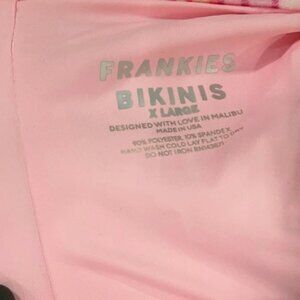 FRANKIES
BIKINIS
X LARGE
DESIGNED WITH LOVE IN MALIBU
MADE IN USA
90% POLYESTER, 10% SPANDEX
HAND WASH COLD LAY FLAT TO DRY
DO NOT IRON